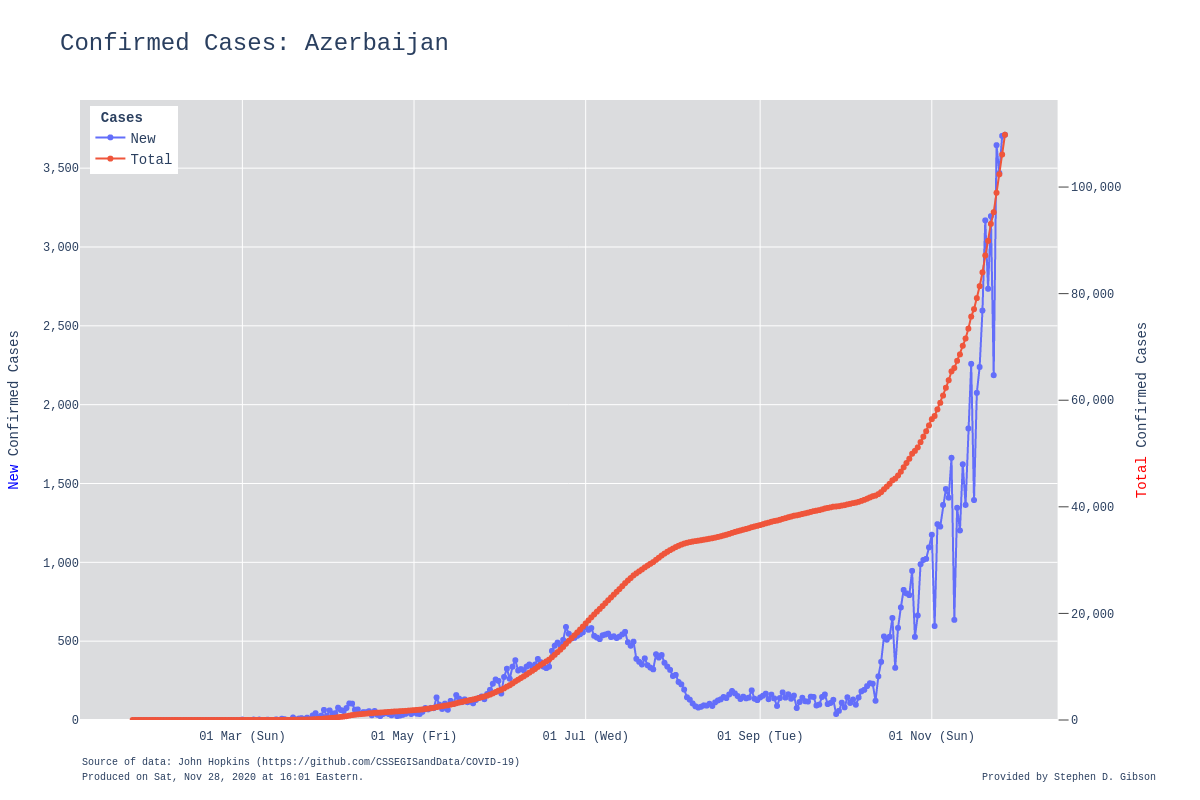 Confirmed Cases: Azerbaijan
Cases
New
Total
3,500
3,000
2,500
2,000
1,500
1,000
500
0
100,000
80,000
60,000
40,000
20,000
0
New Confirmed Cases
Total Confirmed Cases
01 Mar (Sun)
01 May (Fri)
01 Jul (Wed)
01 Sep (Tue)
01 Nov (Sun)
Source of data: John Hopkins (https://github.com/CSSEGISandData/COVID-19)
Produced on Sat, Nov 28, 2020 at 16:01 Eastern.
Provided by Stephen D. Gibson